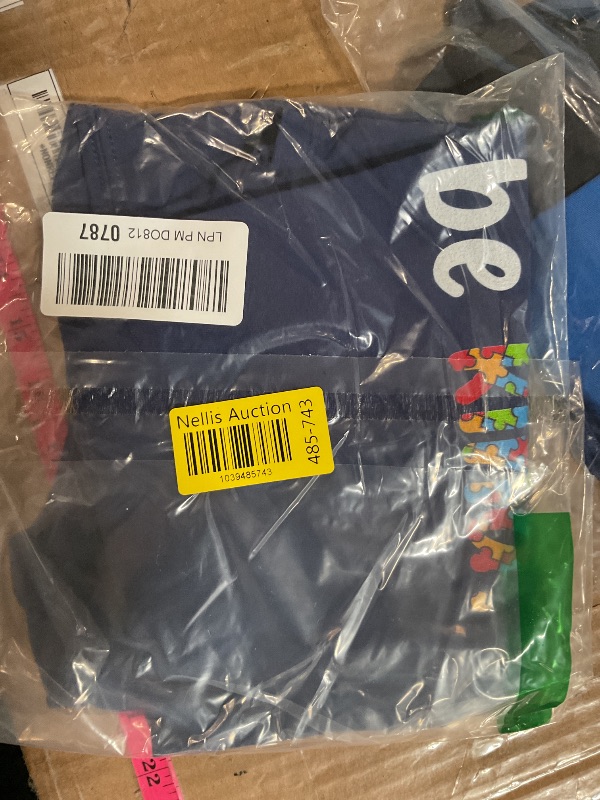 be
LPN PM DO812 0787
Nellis Auction
1039485743
485-743
22